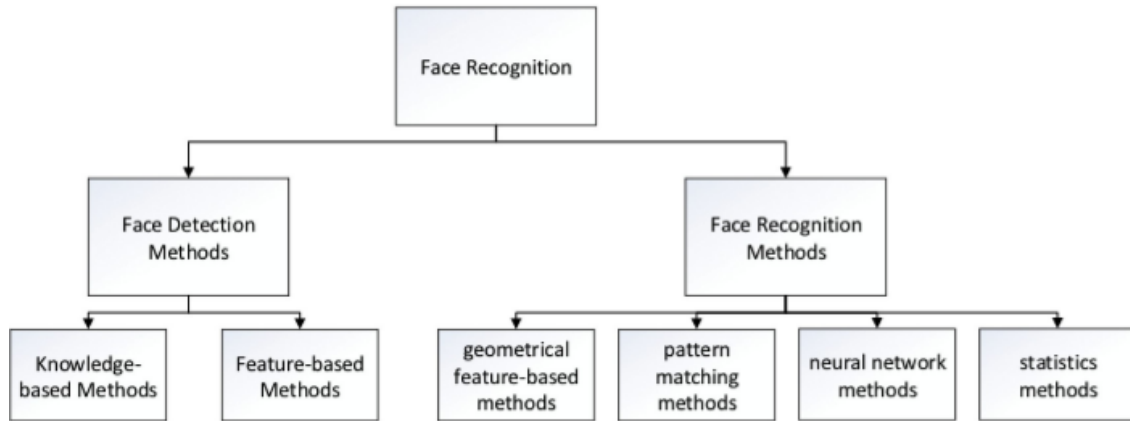 Face Recognition
Face Detection
Methods
Face Recognition
Methods
Knowledge-
based Methods
Feature-based
Methods
geometrical
feature-based
methods
pattern
matching
methods
neural network
methods
statistics
methods